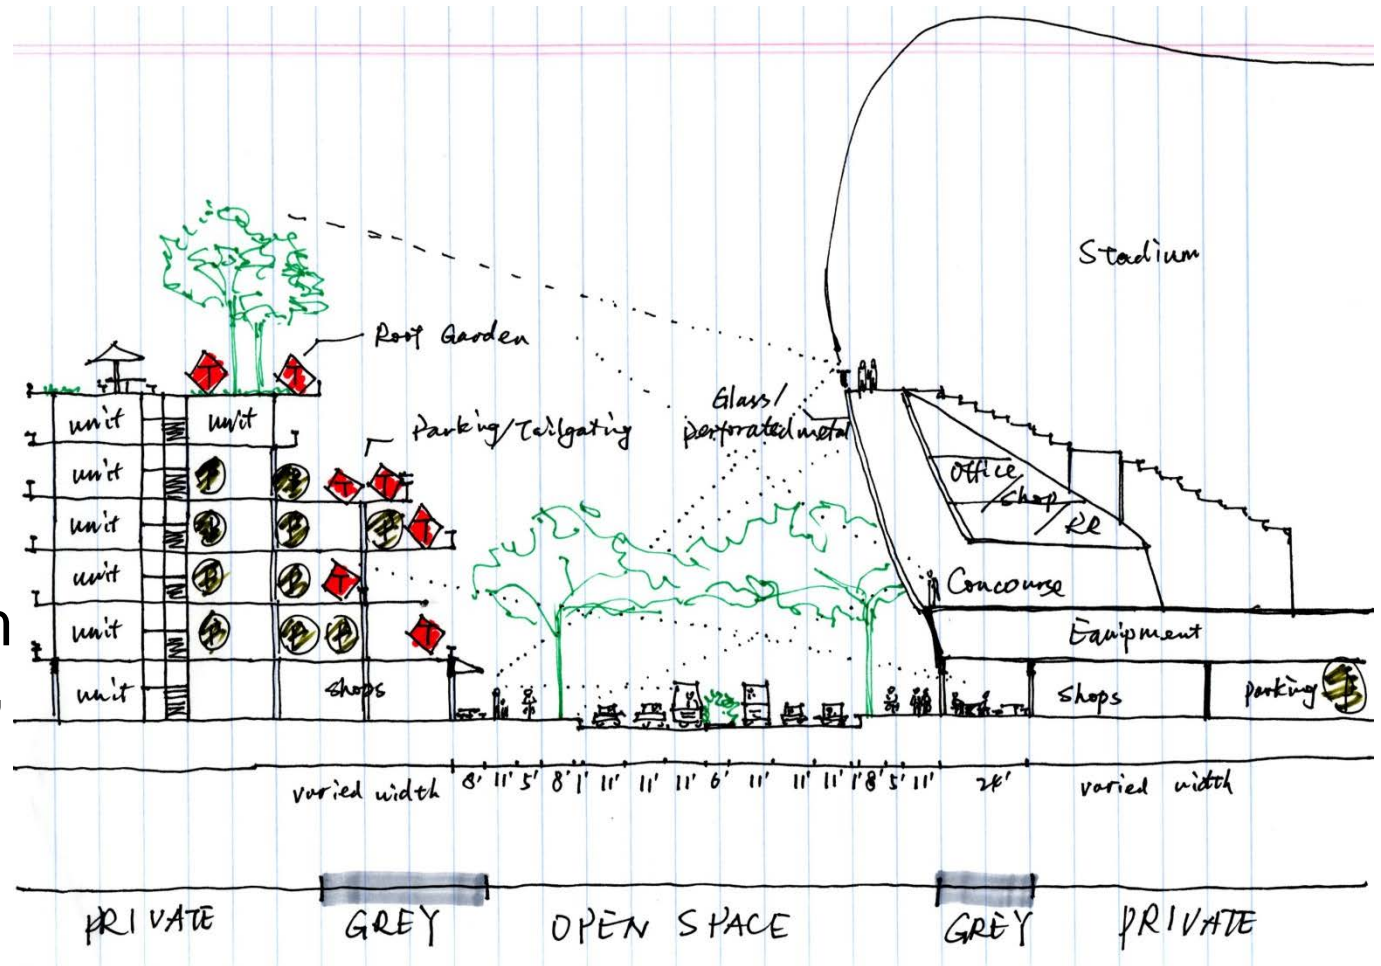 Stadium
Roof Garden
Glass/
perforated metal
Parking/Tailgating
T T
unit unit
unit P P T T
unit P P P T
unit P P T
unit P P P T
unit shops
Office
Shop
RR
Concourse
Equipment
shops
parking P
varied width 8' 11' 5' 8' 1' 11' 11' 11' 6' 11' 11' 11' 1' 8' 5' 11' 24' varied width
PRIVATE GREY OPEN SPACE GREY PRIVATE